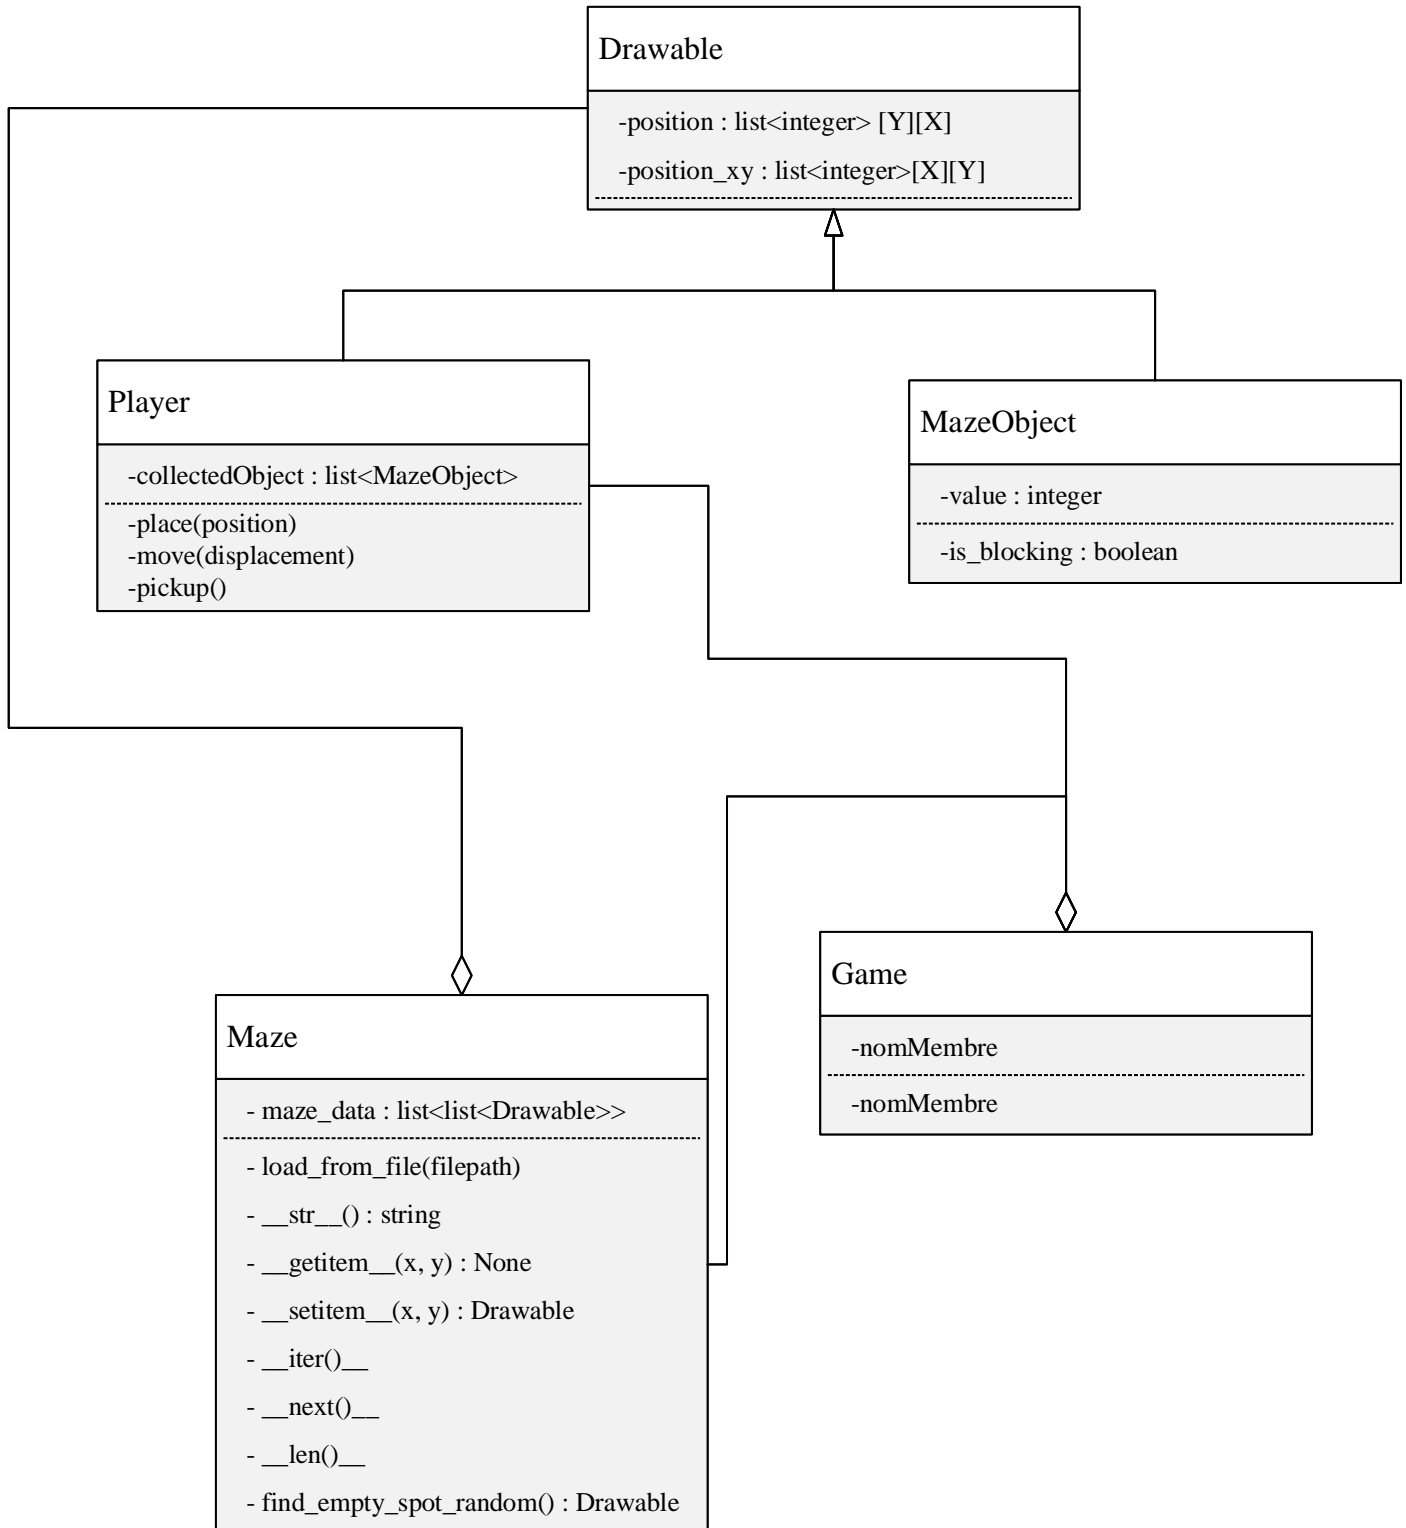 Drawable
-position : list<integer> [Y][X]
-position_xy : list<integer>[X][Y]
Player
-collectedObject : list<MazeObject>
-place(position)
-move(displacement)
-pickup()
MazeObject
-value : integer
-is_blocking : boolean
Game
-nomMembre
-nomMembre
Maze
- maze_data : list<list<Drawable>>
- load_from_file(filepath)
- __str__() : string
- __getitem__(x, y) : None
- __setitem__(x, y) : Drawable
- __iter()__
- __next()__
- __len()__
- find_empty_spot_random() : Drawable